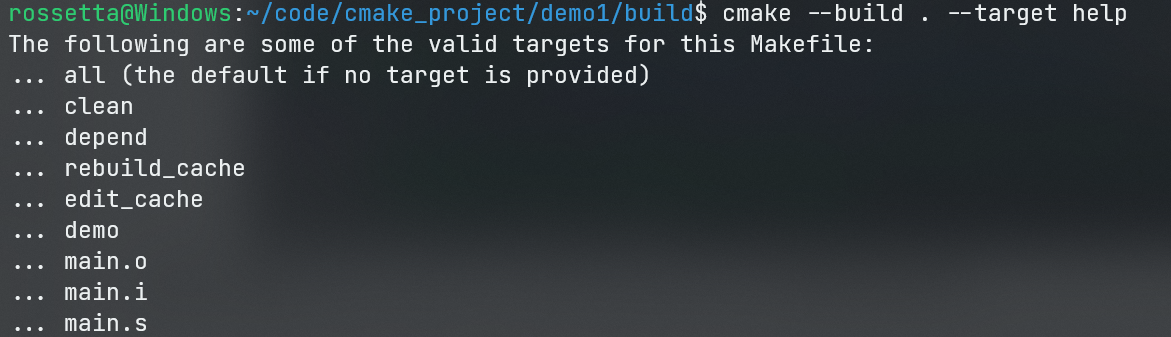 rossetta@Windows:~/code/cmake_project/demo1/build$ cmake --build . --target help
The following are some of the valid targets for this Makefile:
... all (the default if no target is provided)
... clean
... depend
... rebuild_cache
... edit_cache
... demo
... main.o
... main.i
... main.s